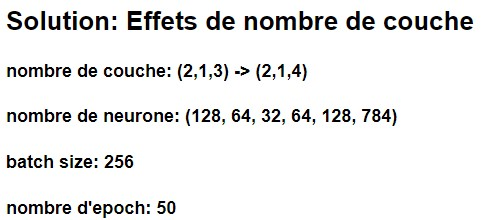 Solution: Effets de nombre de couche
nombre de couche: (2,1,3) -> (2,1,4)
nombre de neurone: (128, 64, 32, 64, 128, 784)
batch size: 256
nombre d'epoch: 50